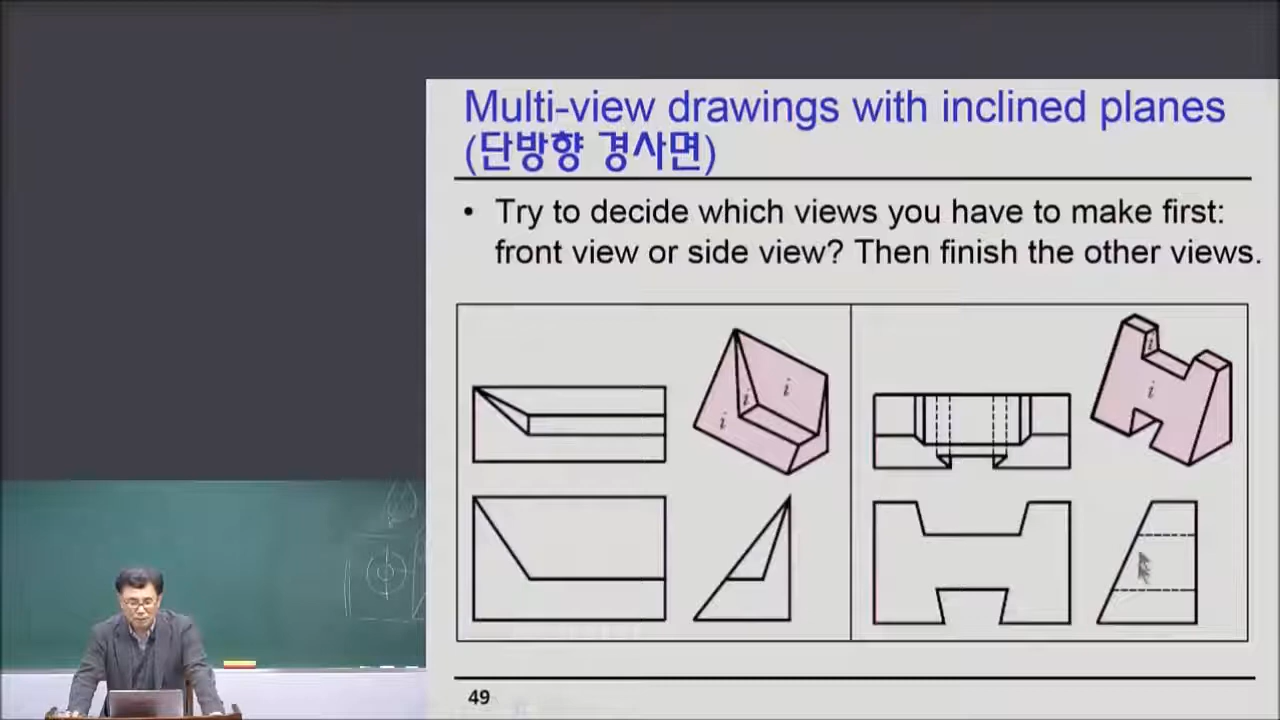 Multi-view drawings with inclined planes
(단방향 경사면)
• Try to decide which views you have to make first:
front view or side view? Then finish the other views.
i
i
i
i
i
49